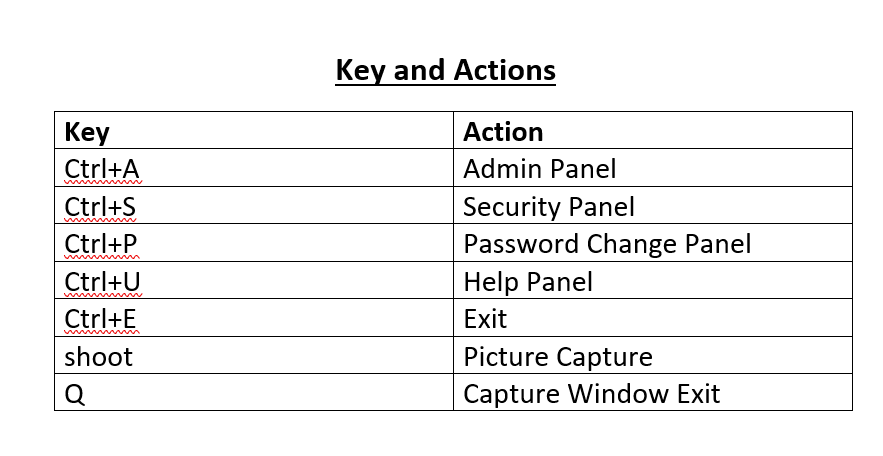 Key and Actions
Key Action
Ctrl+A Admin Panel
Ctrl+S Security Panel
Ctrl+P Password Change Panel
Ctrl+U Help Panel
Ctrl+E Exit
shoot Picture Capture
Q Capture Window Exit